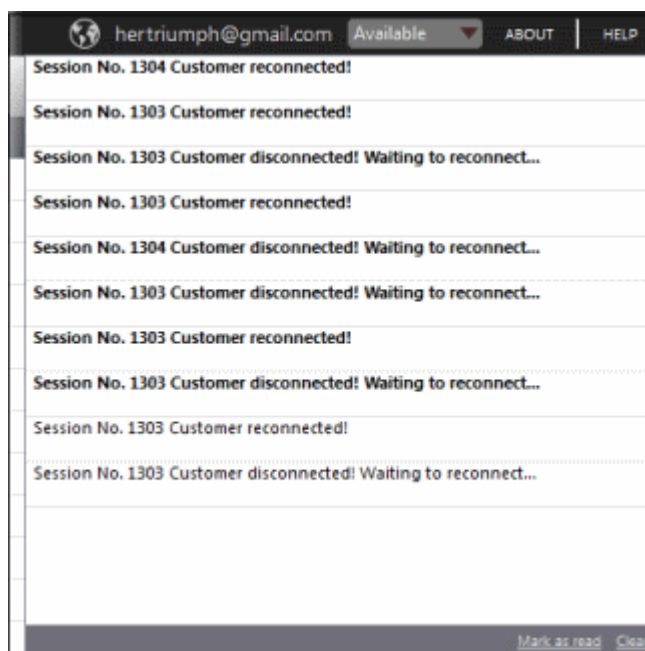 hertriumph@gmail.com Available ABOUT HELP
Session No. 1304 Customer reconnected!
Session No. 1303 Customer reconnected!
Session No. 1303 Customer disconnected! Waiting to reconnect...
Session No. 1303 Customer reconnected!
Session No. 1304 Customer disconnected! Waiting to reconnect...
Session No. 1303 Customer disconnected! Waiting to reconnect...
Session No. 1303 Customer reconnected!
Session No. 1303 Customer disconnected! Waiting to reconnect...
Session No. 1303 Customer reconnected!
Session No. 1303 Customer disconnected! Waiting to reconnect...
Mark as read Clea